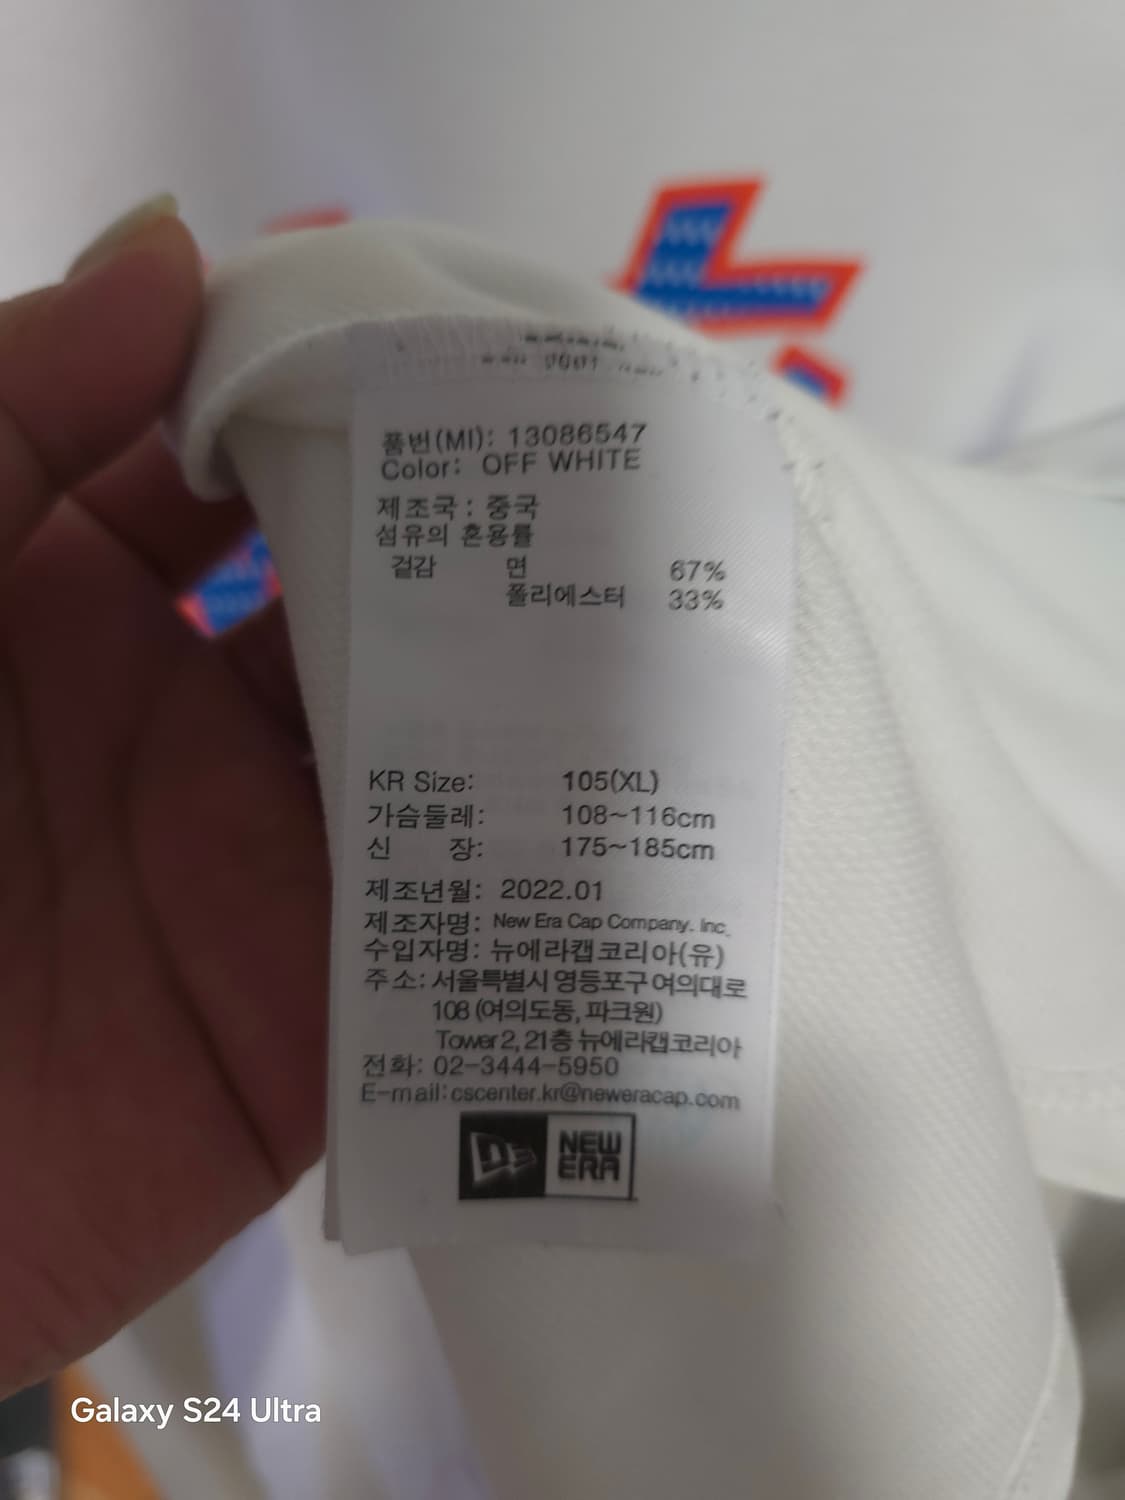 품번(MI): 13086547
Color: OFF WHITE
제조국 : 중국
섬유의 혼용률
겉감 면 67%
폴리에스터 33%
KR Size: 105(XL)
가슴둘레: 108~116cm
신 장: 175~185cm
제조년월: 2022.01
제조자명: New Era Cap Company. Inc.
수입자명: 뉴에라캡코리아(유)
주소: 서울특별시 영등포구 여의대로
108 (여의도동, 파크원)
Tower 2, 21층 뉴에라캡코리아
전화: 02-3444-5950
E-mail: cscenter.kr@neweracap.com
NEW
ERA
Galaxy S24 Ultra